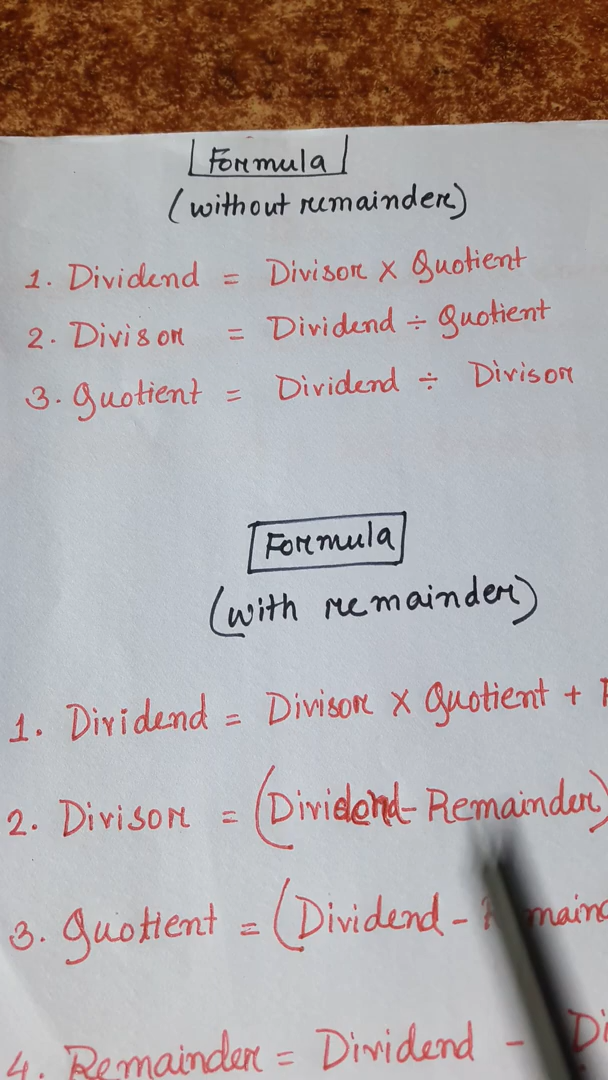 Formula
(without remainder)
1. Dividend = Divisor × Quotient
2. Divisor = Dividend ÷ Quotient
3. Quotient = Dividend ÷ Divisor
Formula
(with remainder)
1. Dividend = Divisor × Quotient +
2. Divisor = (Dividend - Remainder)
3. Quotient = (Dividend -
4. Remainder = Dividend -